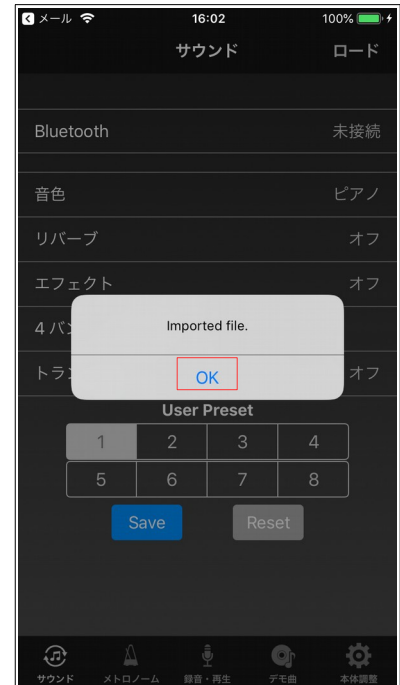 メール 16:02 100%
サウンド ロード
Bluetooth 未接続
音色 ピアノ
リバーブ オフ
エフェクト オフ
4 バン
Imported file.
トラ オフ
OK
User Preset
1 2 3 4
5 6 7 8
Save Reset
サウンド メトロノーム 録音・再生 デモ曲 本体調整